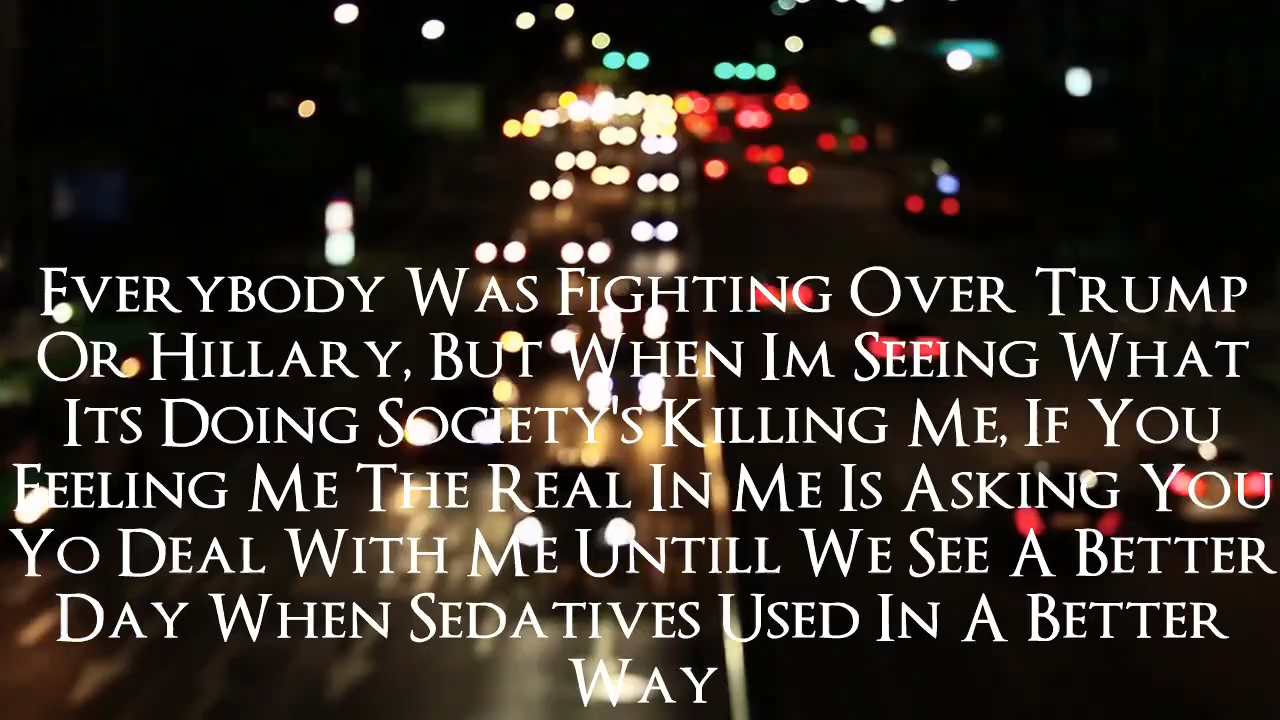 Everybody Was Fighting Over Trump
Or Hillary, But When Im Seeing What
Its Doing Society's Killing Me, If You
Feeling Me The Real In Me Is Asking You
Yo Deal With Me Untill We See A Better
Day When Sedatives Used In A Better
Way